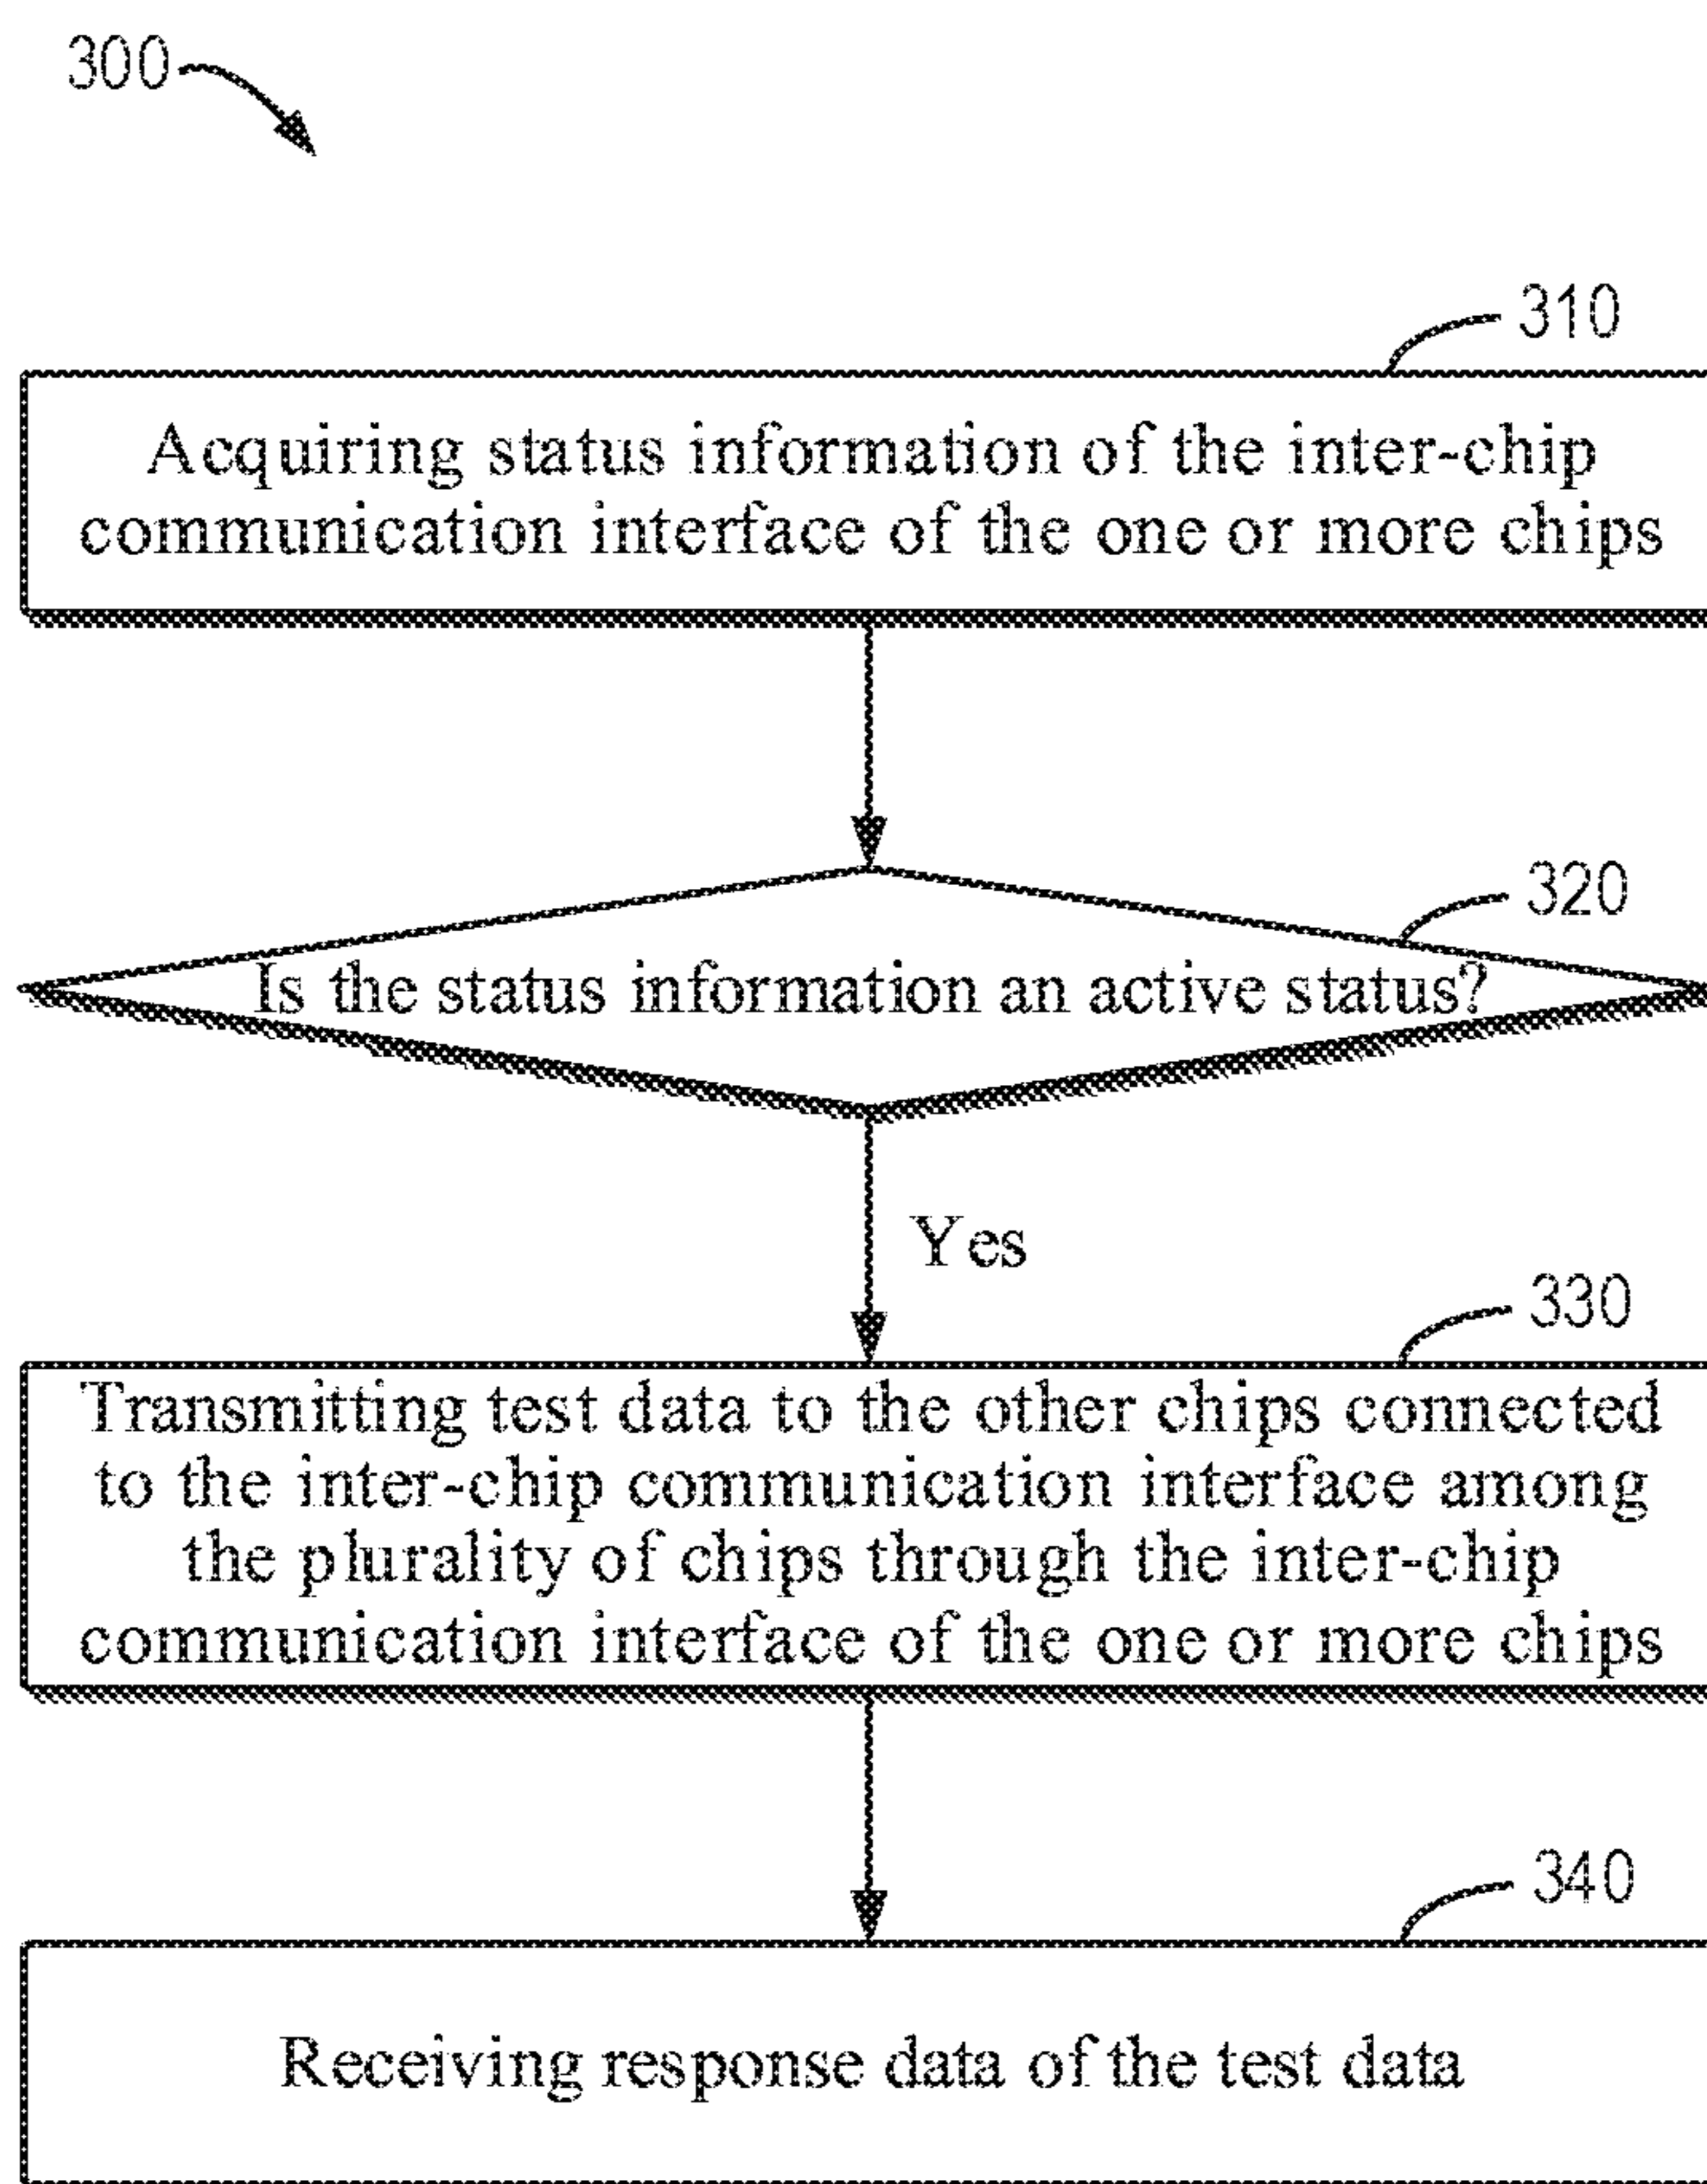 300
310
Acquiring status information of the inter-chip
communication interface of the one or more chips
320
Is the status information an active status?
Yes
330
Transmitting test data to the other chips connected
to the inter-chip communication interface among
the plurality of chips through the inter-chip
communication interface of the one or more chips
340
Receiving response data of the test data